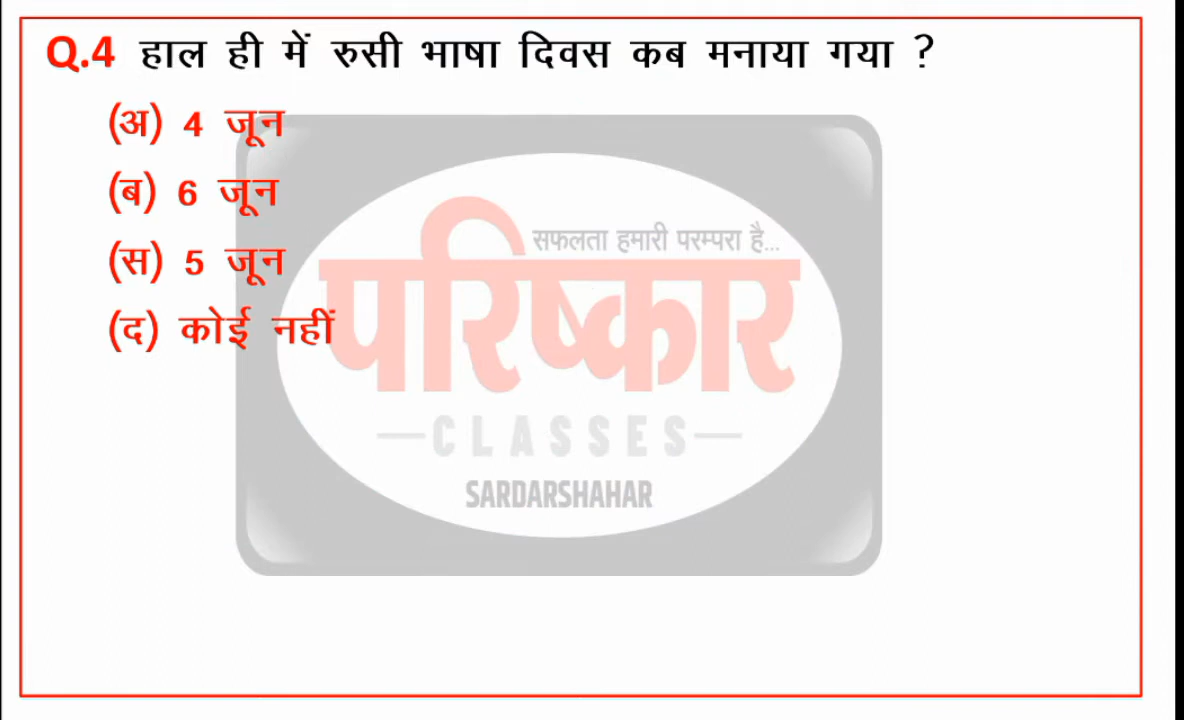 Q.4 हाल ही में रुसी भाषा दिवस कब मनाया गया ?
(अ) 4 जून
(ब) 6 जून
(स) 5 जून
(द) कोई नहीं
सफलता हमारी परम्परा है...
परिष्कार
CLASSES
SARDARSHAHAR